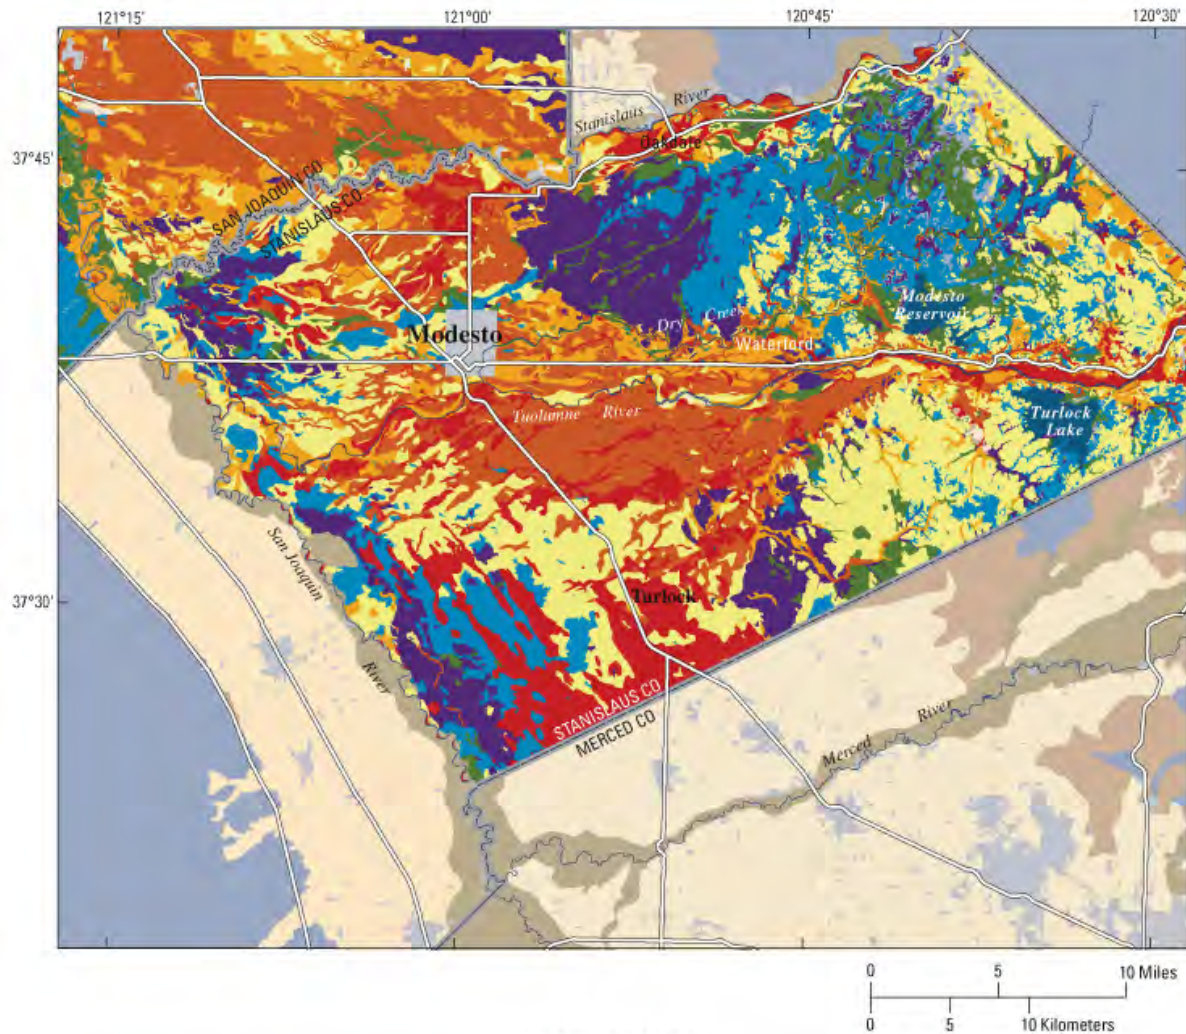 121°15' 121°00' 120°45' 120°30'
37°45'
Stanislaus River
Oakdale
SAN JOAQUIN CO
STANISLAUS CO
Modesto
Reservoir
Dry Creek
Modesto
Waterford
Tuolumne River
Turlock
Lake
San Joaquin
River
37°30'
Turlock
STANISLAUS CO
MERCED CO
Merced River
0 5 10 Miles
0 5 10 Kilometers